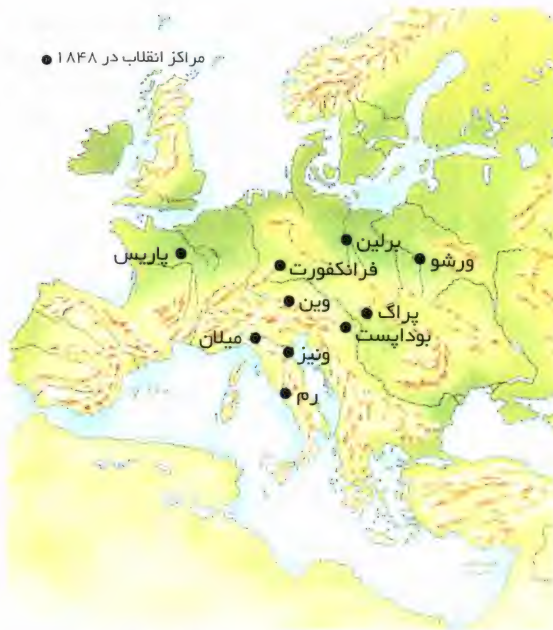 مراکز انقلاب در ۱۸۴۸
برلین
پاریس
ورشو
فرانکفورت
وین
پراگ
بوداپست
میلان
ونیز
رم